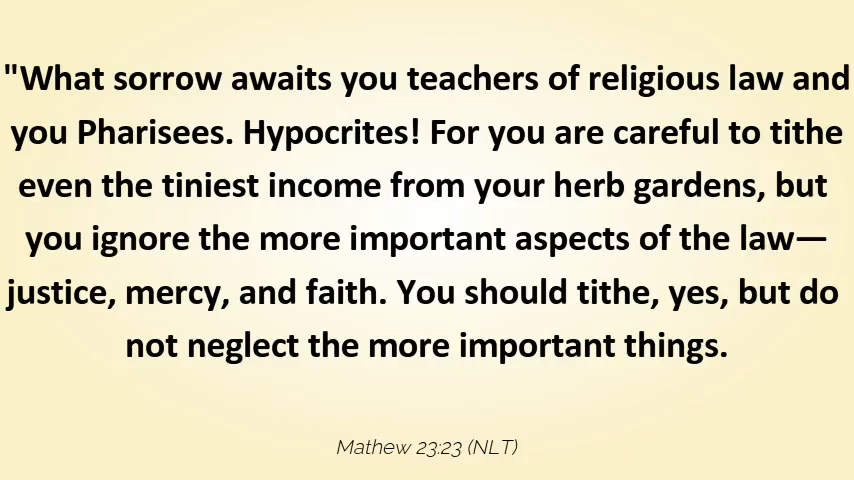 "What sorrow awaits you teachers of religious law and
you Pharisees. Hypocrites! For you are careful to tithe
even the tiniest income from your herb gardens, but
you ignore the more important aspects of the law—
justice, mercy, and faith. You should tithe, yes, but do
not neglect the more important things.
Mathew 23:23 (NLT)